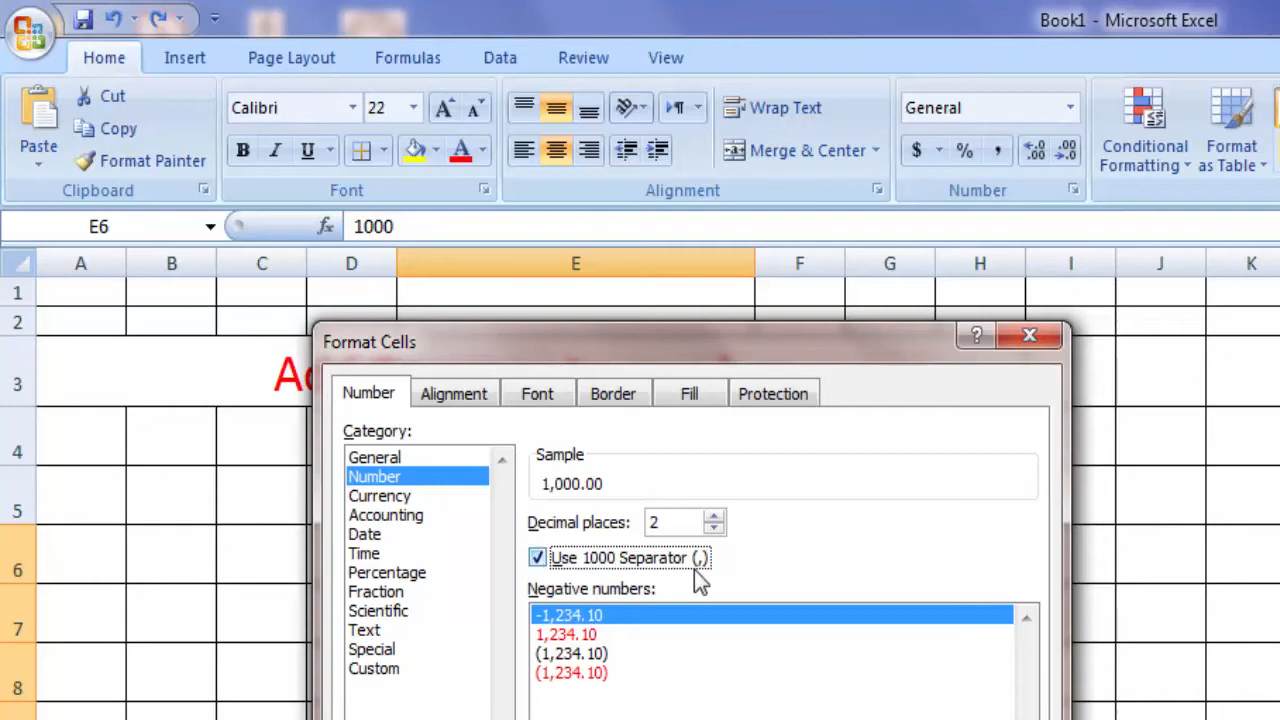 Book1 - Microsoft Excel
Home Insert Page Layout Formulas Data Review View
Paste
Cut
Copy
Format Painter
Clipboard
Calibri 22 A A
B I U A
Font
Wrap Text
Merge & Center
Alignment
General
$ % , .00 .00
Number
Conditional Formatting
Format as Table
E6 fx 1000
A B C D E F G H I J K
1
2
3
A
4
5
6
7
8
Format Cells ?
Number Alignment Font Border Fill Protection
Category:
General
Number
Currency
Accounting
Date
Time
Percentage
Fraction
Scientific
Text
Special
Custom
Sample
1,000.00
Decimal places: 2
Use 1000 Separator (,)
Negative numbers:
-1,234.10
1,234.10
(1,234.10)
(1,234.10)